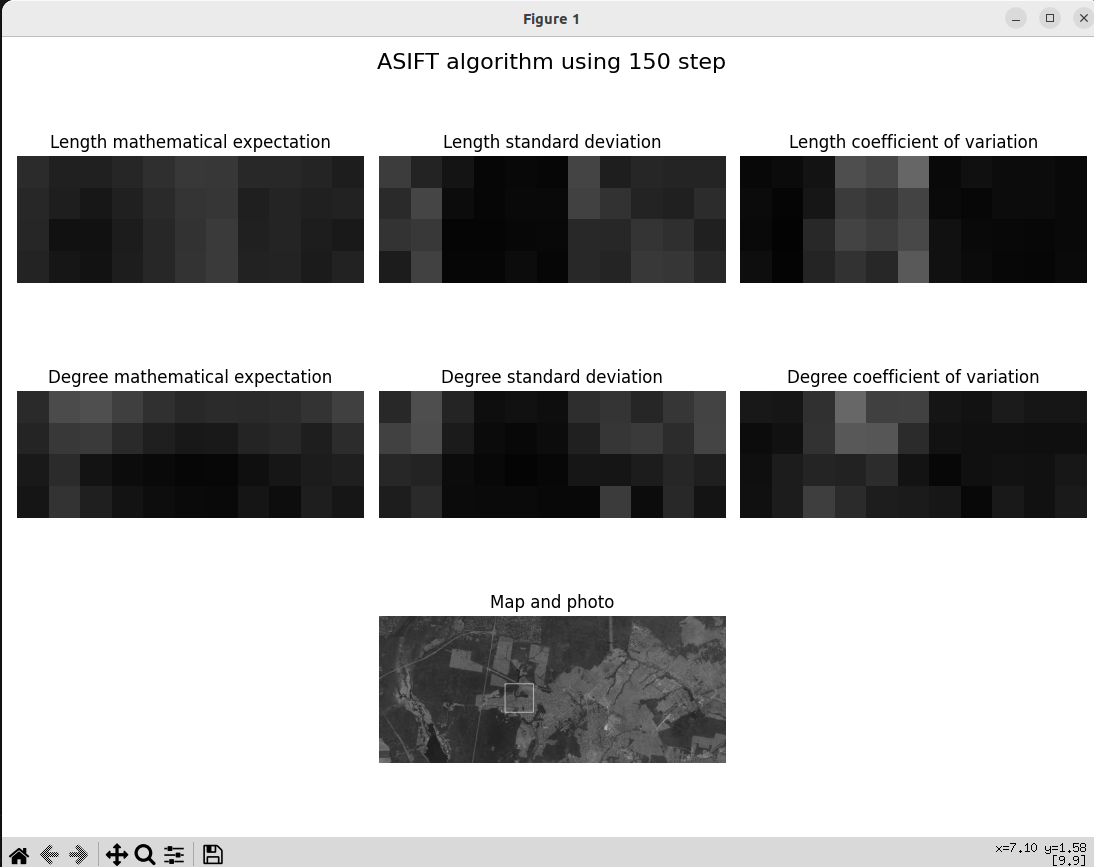 Figure 1
ASIFT algorithm using 150 step
Length mathematical expectation
Length standard deviation
Length coefficient of variation
Degree mathematical expectation
Degree standard deviation
Degree coefficient of variation
Map and photo
x=7.10 y=1.58
[9.9]